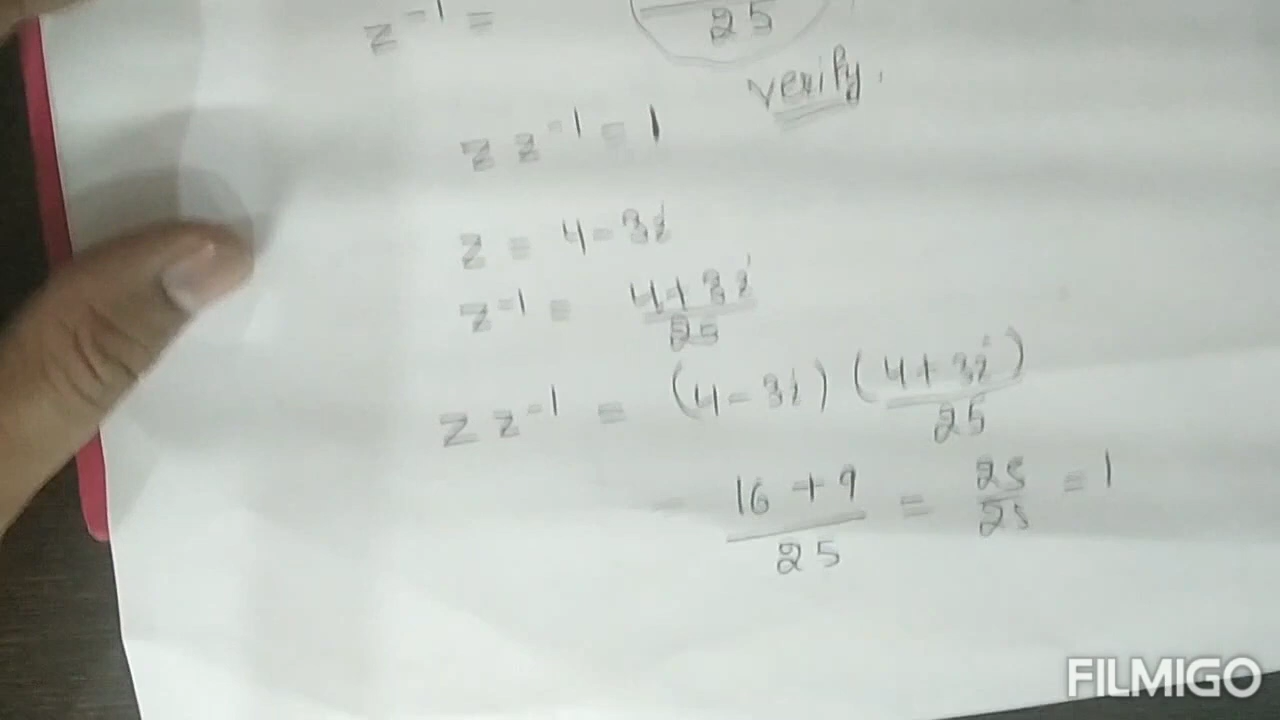 z⁻¹ = /25
verify.
z z⁻¹ = 1
z = 4 - 3i
z⁻¹ = (4 + 3i)/25
z z⁻¹ = (4 - 3i) ((4 + 3i)/25)
= (16 + 9)/25 = 25/25 = 1
FILMIGO